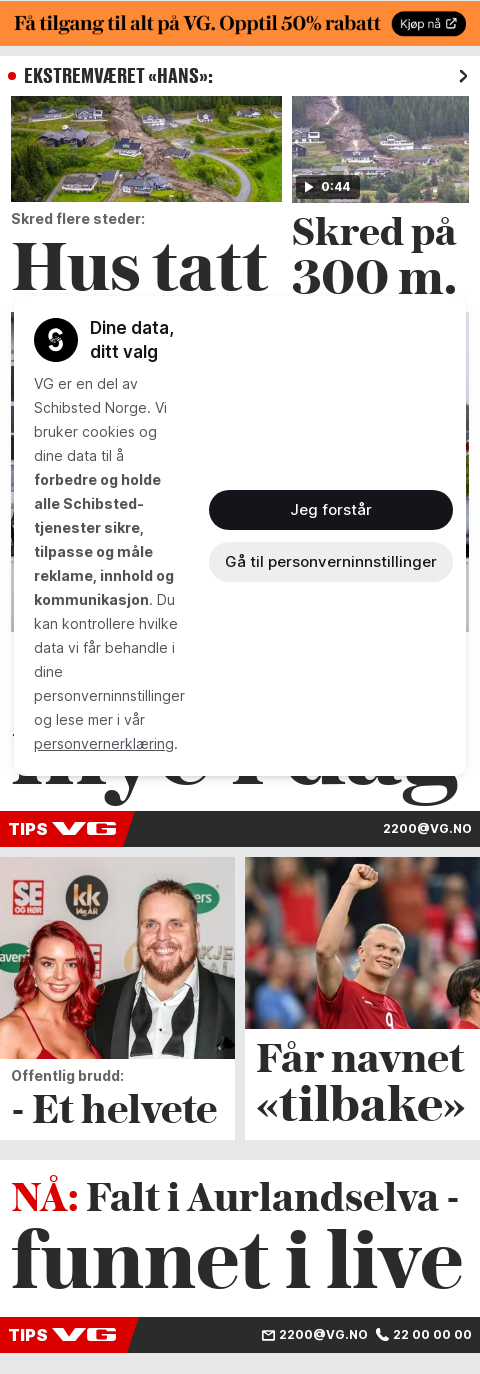 Få tilgang til alt på VG. Opptil 50% rabatt
Kjøp nå
EKSTREMVÆRET «HANS»:
0:44
Skred flere steder:
Hus tatt
Skred på
300 m.
Dine data,
ditt valg
VG er en del av
Schibsted Norge. Vi
bruker cookies og
dine data til å
forbedre og holde
alle Schibsted-
tjenester sikre,
tilpasse og måle
reklame, innhold og
kommunikasjon. Du
kan kontrollere hvilke
data vi får behandle i
dine
personverninnstillinger
og lese mer i vår
personvernerklæring.
Jeg forstår
Gå til personverninnstillinger
mye i dag
TIPS VG
2200@VG.NO
SE
OG HØR
kk
Offentlig brudd:
- Et helvete
9
Får navnet
«tilbake»
NÅ: Falt i Aurlandselva -
funnet i live
TIPS VG
2200@VG.NO
22 00 00 00